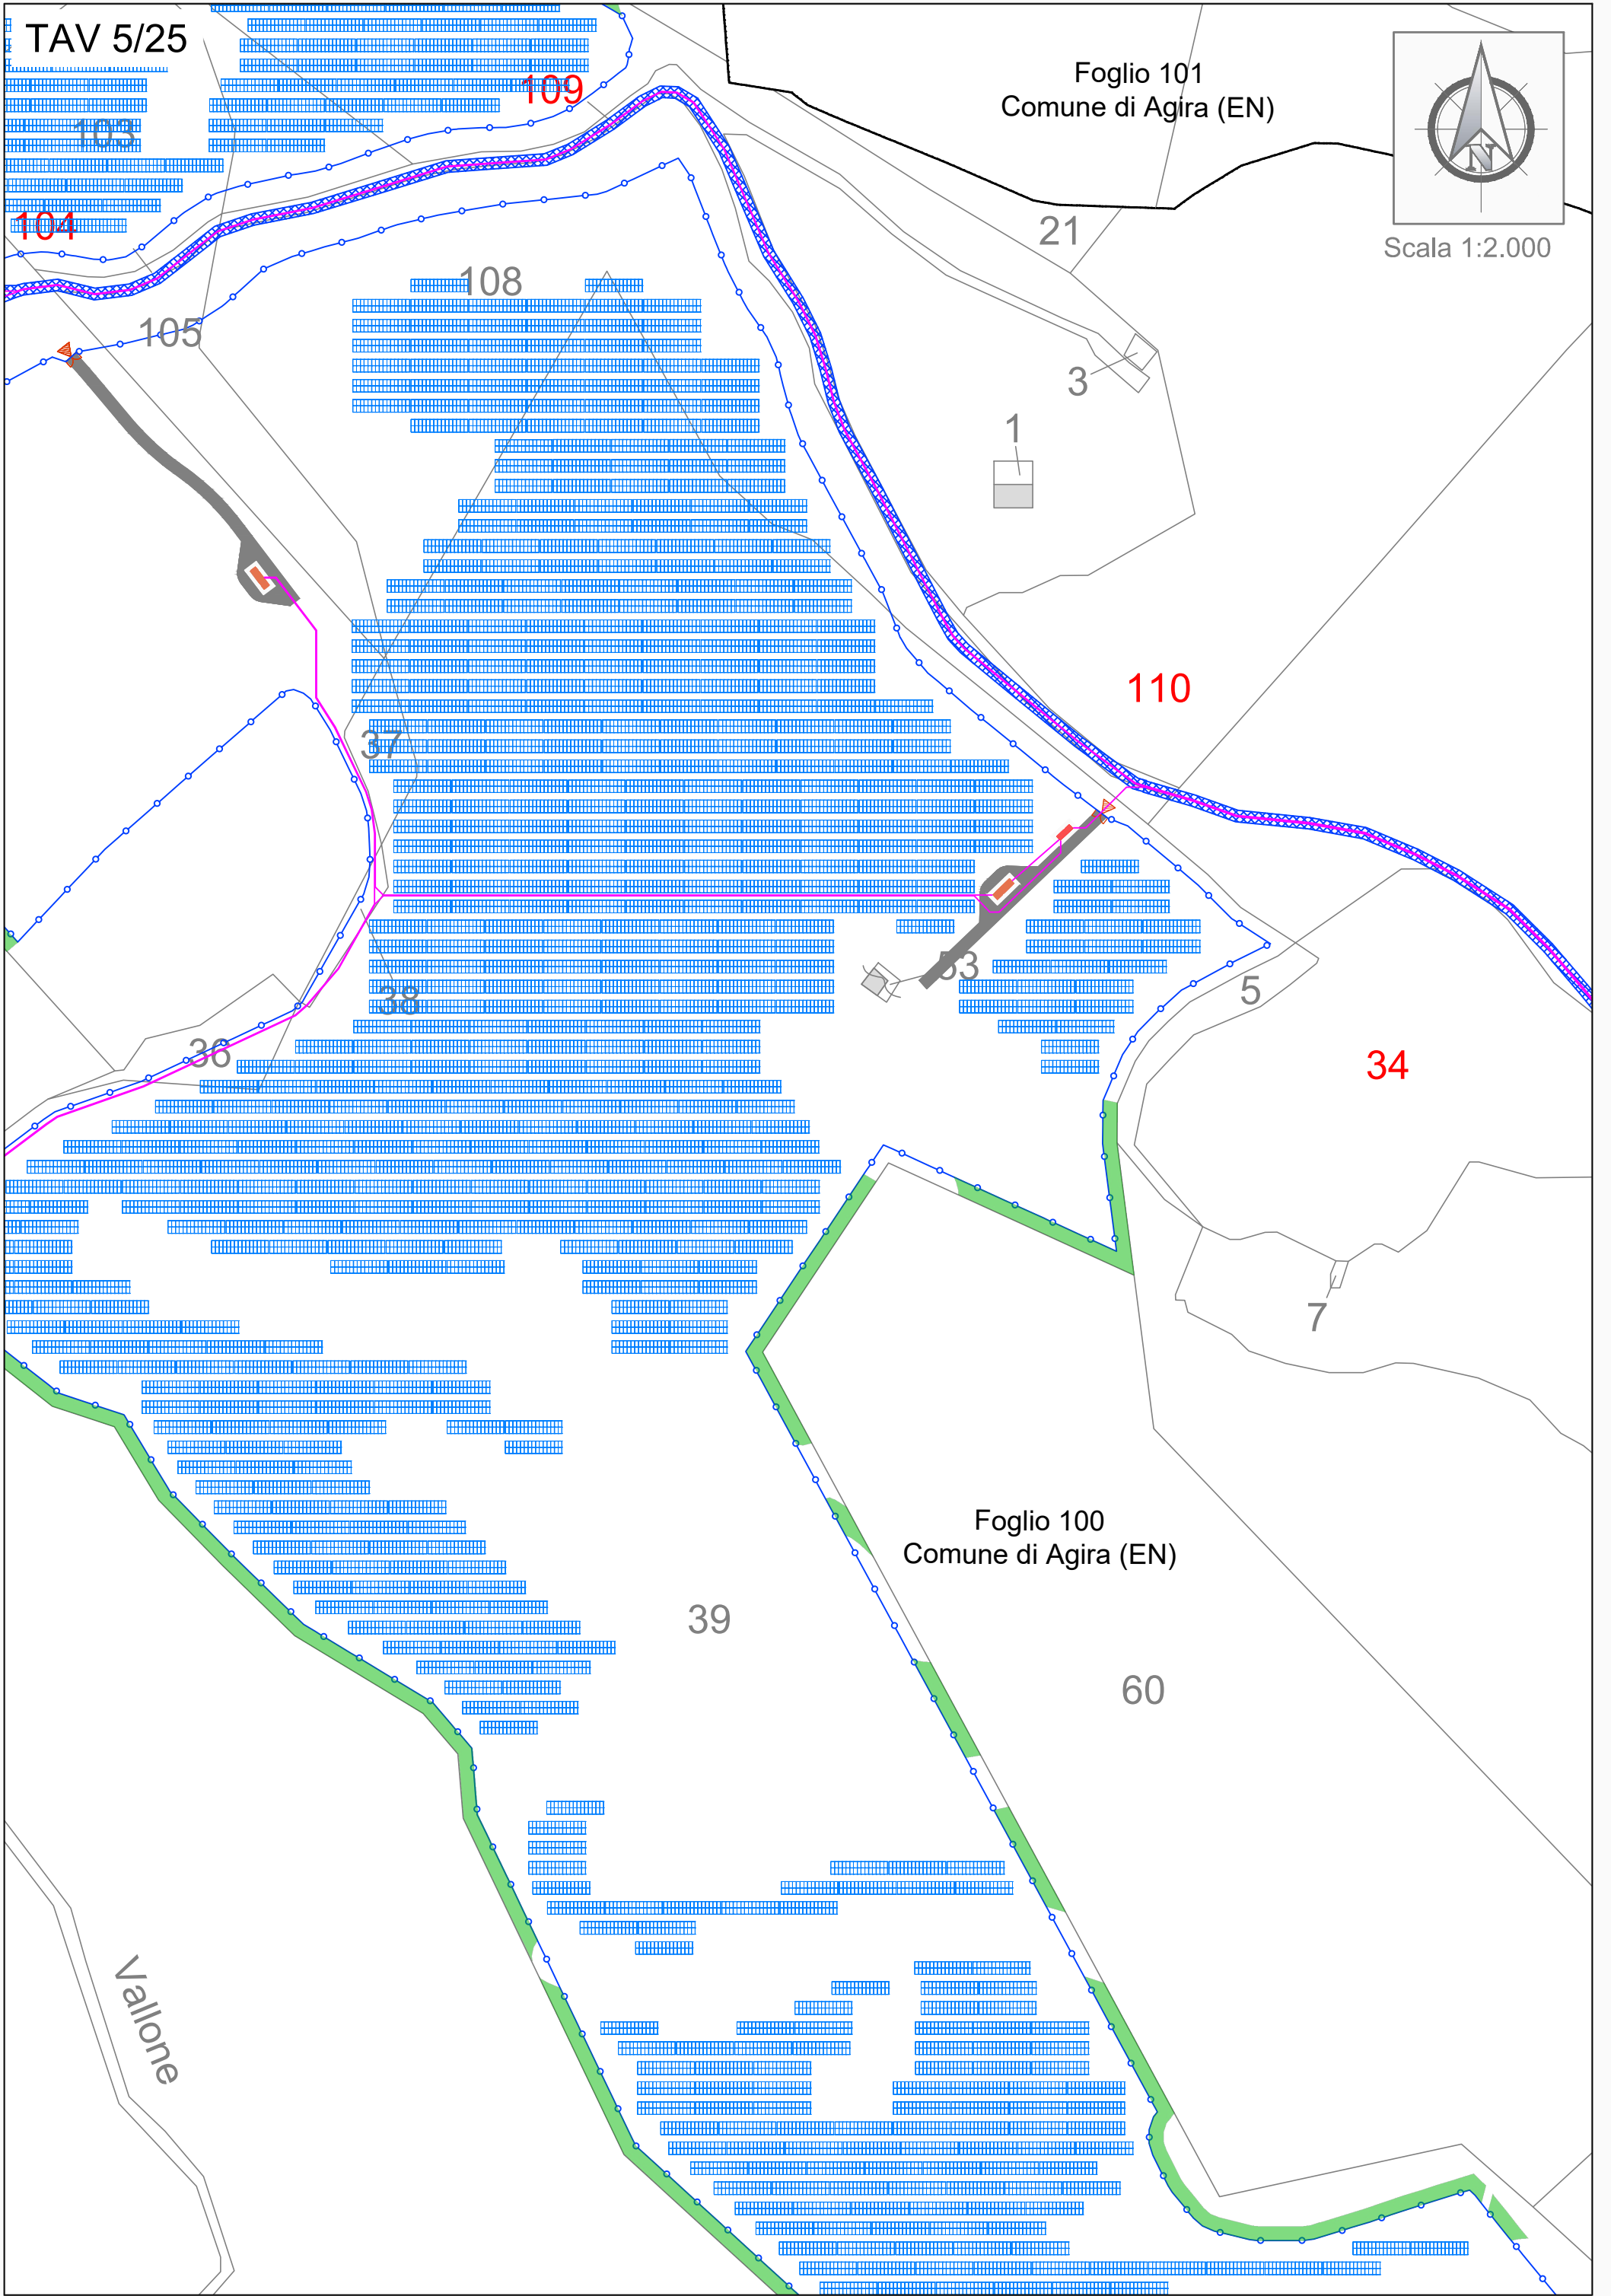 TAV 5/25
Foglio 101
Comune di Agira (EN)
N
Scala 1:2.000
109
103
104
21
108
105
3
1
110
37
53
38
5
36
34
7
Foglio 100
Comune di Agira (EN)
39
60
Vallone